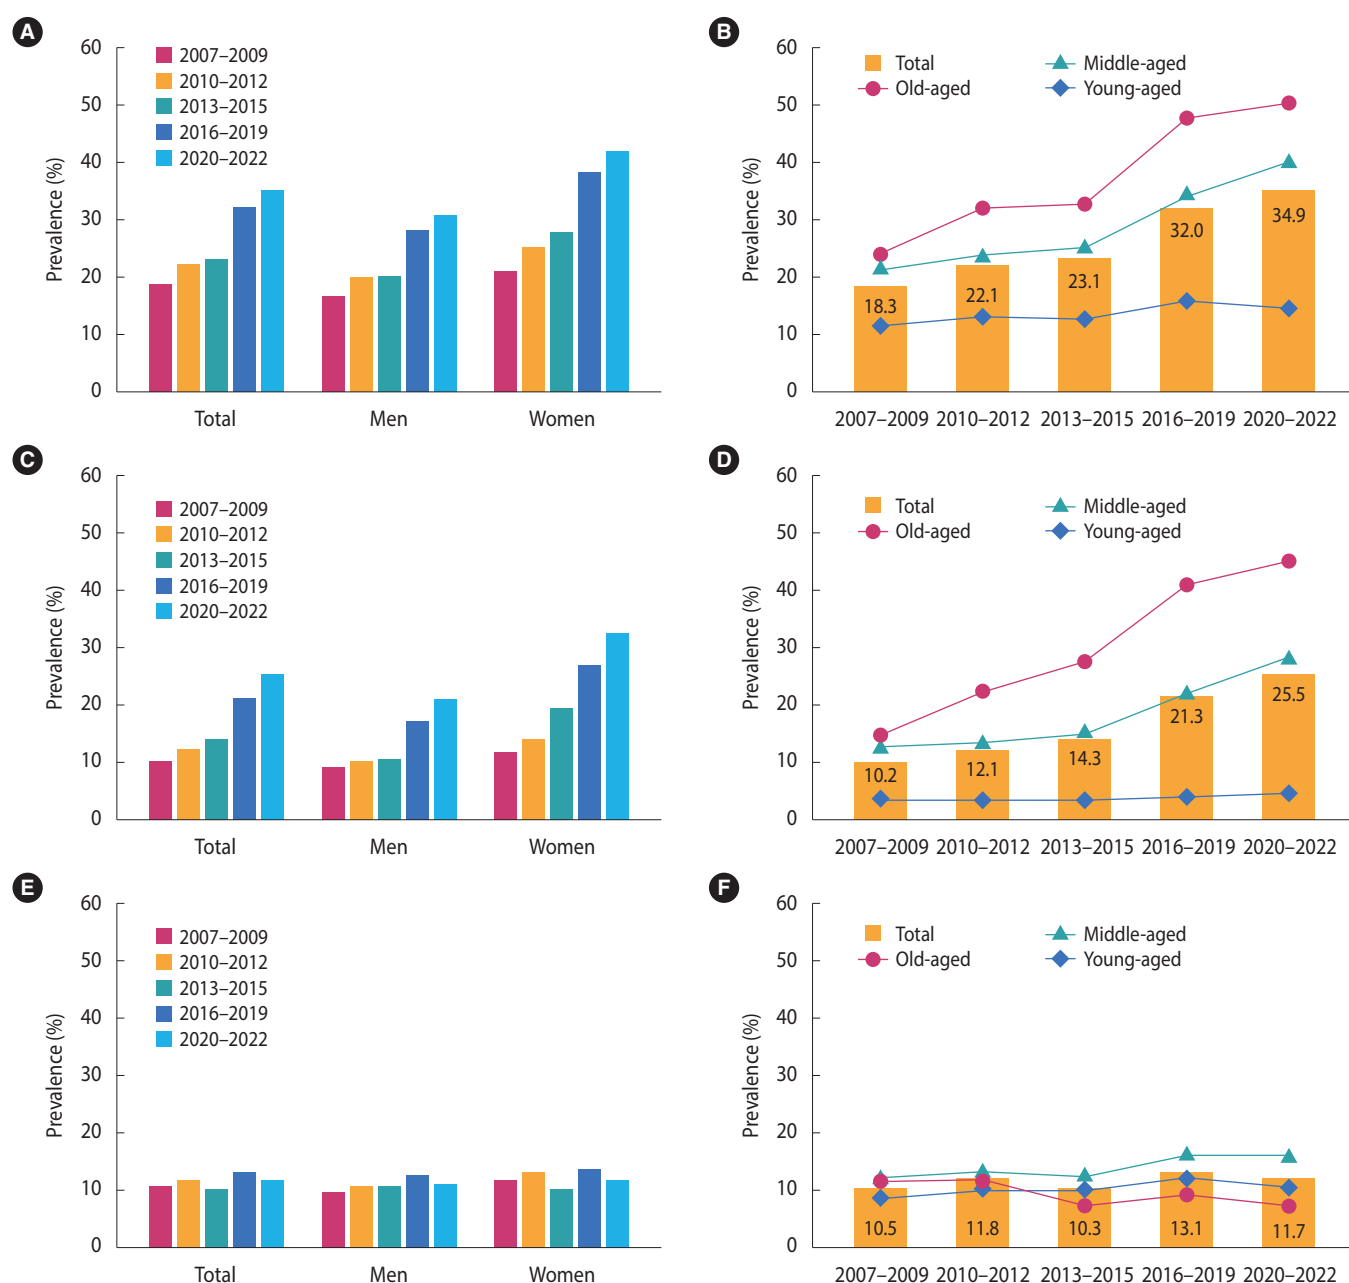 A
Prevalence (%)
60
50
40
30
20
10
0
2007–2009
2010–2012
2013–2015
2016–2019
2020–2022
Total Men Women
B
Prevalence (%)
60
50
40
30
20
10
0
Total Middle-aged
Old-aged Young-aged
18.3 22.1 23.1 32.0 34.9
2007–2009 2010–2012 2013–2015 2016–2019 2020–2022
C
Prevalence (%)
60
50
40
30
20
10
0
2007–2009
2010–2012
2013–2015
2016–2019
2020–2022
Total Men Women
D
Prevalence (%)
60
50
40
30
20
10
0
Total Middle-aged
Old-aged Young-aged
10.2 12.1 14.3 21.3 25.5
2007–2009 2010–2012 2013–2015 2016–2019 2020–2022
E
Prevalence (%)
60
50
40
30
20
10
0
2007–2009
2010–2012
2013–2015
2016–2019
2020–2022
Total Men Women
F
Prevalence (%)
60
50
40
30
20
10
0
Total Middle-aged
Old-aged Young-aged
10.5 11.8 10.3 13.1 11.7
2007–2009 2010–2012 2013–2015 2016–2019 2020–2022